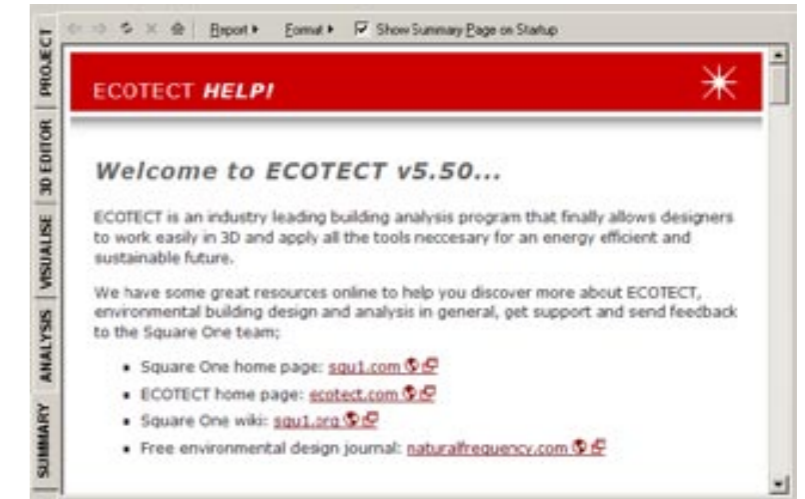 Report
Format
Show Summary Page on Startup
PROJECT
3D EDITOR
VISUALISE
ANALYSIS
SUMMARY
ECOTECT HELP!
Welcome to ECOTECT v5.50...
ECOTECT is an industry leading building analysis program that finally allows designers
to work easily in 3D and apply all the tools neccesary for an energy efficient and
sustainable future.
We have some great resources online to help you discover more about ECOTECT,
environmental building design and analysis in general, get support and send feedback
to the Square One team;
• Square One home page: squ1.com
• ECOTECT home page: ecotect.com
• Square One wiki: squ1.org
• Free environmental design journal: naturalfrequency.com